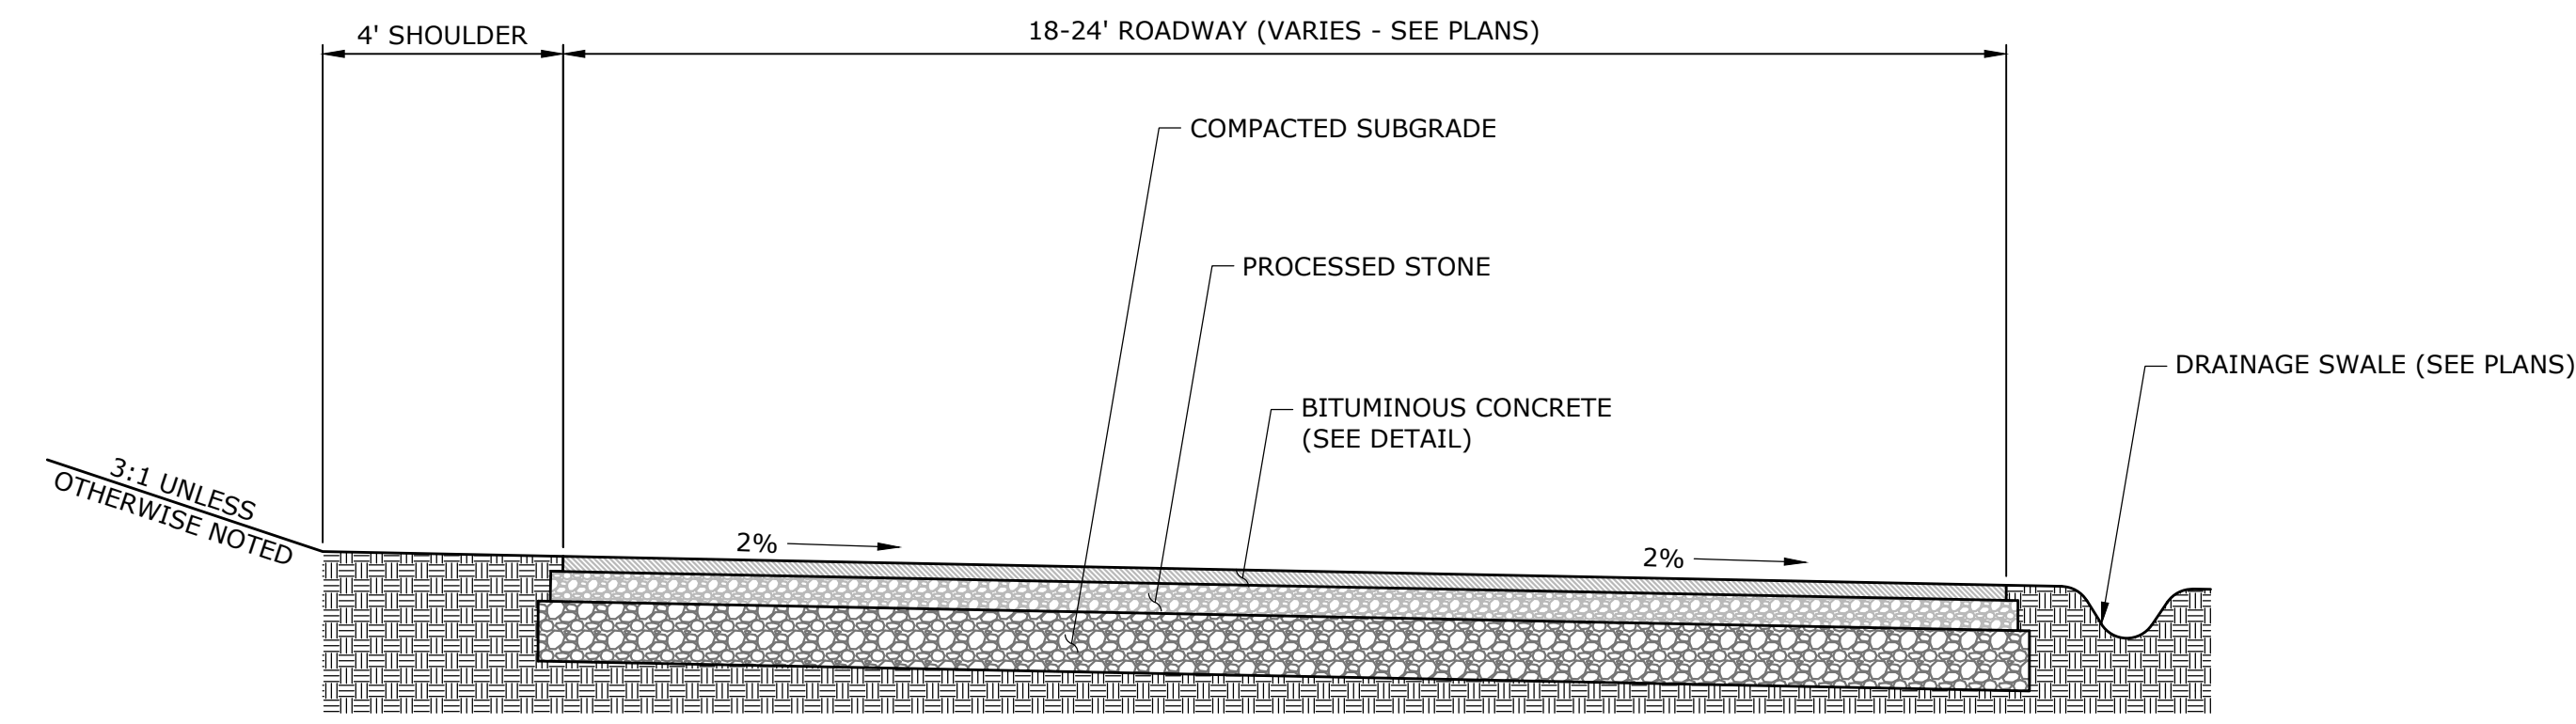 4' SHOULDER
18-24' ROADWAY (VARIES - SEE PLANS)
COMPACTED SUBGRADE
PROCESSED STONE
DRAINAGE SWALE (SEE PLANS)
BITUMINOUS CONCRETE
(SEE DETAIL)
3:1 UNLESS
OTHERWISE NOTED
2%
2%